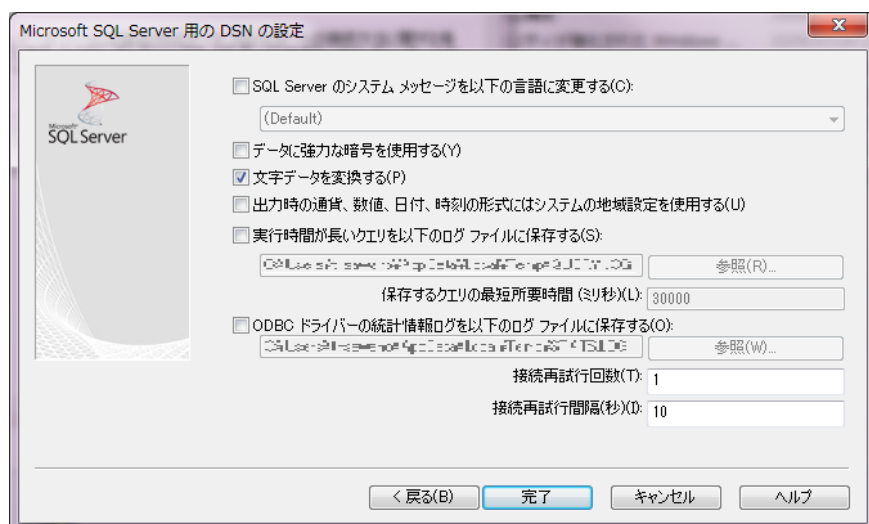 Microsoft SQL Server 用の DSN の設定
Microsoft
SQL Server
SQL Server のシステム メッセージを以下の言語に変更する(C):
(Default)
データに強力な暗号を使用する(Y)
文字データを変換する(P)
出力時の通貨、数値、日付、時刻の形式にはシステムの地域設定を使用する(U)
実行時間が長いクエリを以下のログ ファイルに保存する(S):
参照(R)...
保存するクエリの最短所要時間 (ミリ秒)(L): 30000
ODBC ドライバーの統計情報ログを以下のログ ファイルに保存する(O):
参照(W)...
接続再試行回数(T): 1
接続再試行間隔(秒)(I): 10
< 戻る(B) 完了 キャンセル ヘルプ